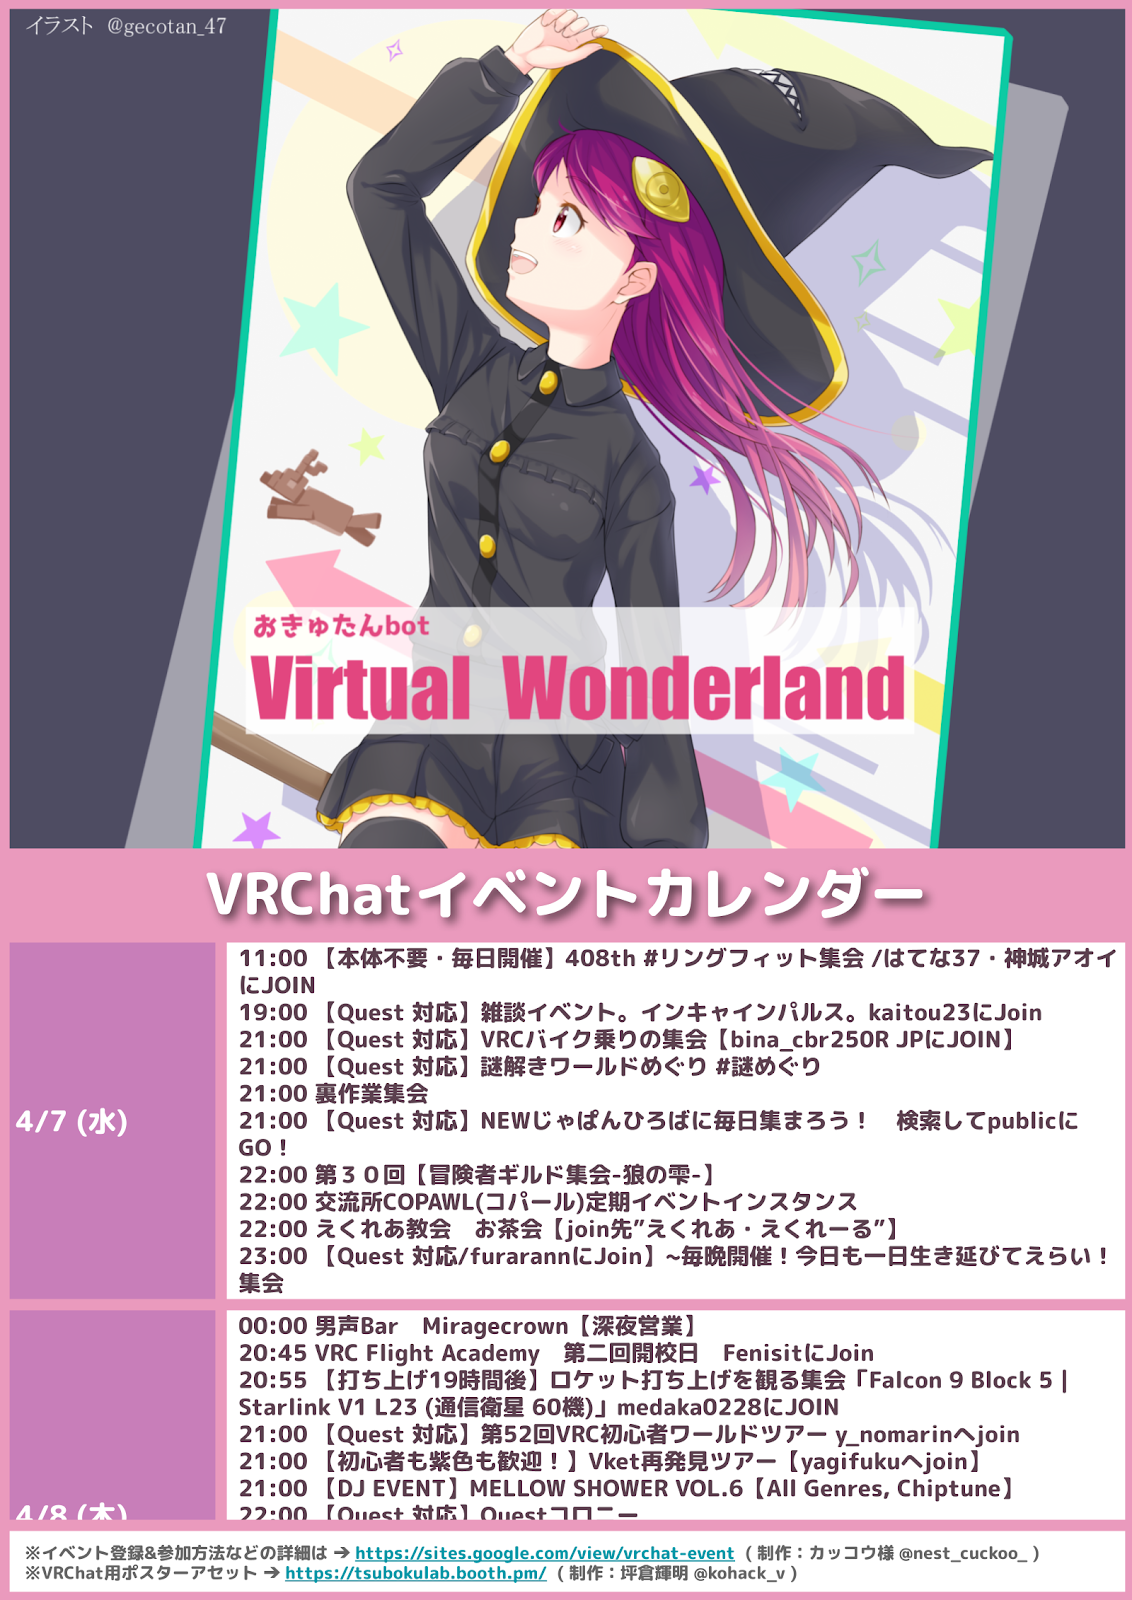 イラスト @gecotan_47
おきゅたんbot
Virtual Wonderland
VRChatイベントカレンダー
4/7 (水)
11:00 【本体不要・毎日開催】408th #リングフィット集会 /はてな37・神城アオイ
にJOIN
19:00 【Quest 対応】雑談イベント。インキャインパルス。kaitou23にJoin
21:00 【Quest 対応】VRCバイク乗りの集会【bina_cbr250R JPにJOIN】
21:00 【Quest 対応】謎解きワールドめぐり #謎めぐり
21:00 裏作業集会
21:00 【Quest 対応】NEWじゃぱんひろばに毎日集まろう！　検索してpublicに
GO！
22:00 第３０回【冒険者ギルド集会-狼の雫-】
22:00 交流所COPAWL(コパール)定期イベントインスタンス
22:00 えくれあ教会　お茶会【join先”えくれあ・えくれーる”】
23:00 【Quest 対応/furarannにJoin】~毎晩開催！今日も一日生き延びてえらい！
集会
4/8 (木)
00:00 男声Bar　Miragecrown【深夜営業】
20:45 VRC Flight Academy　第二回開校日　FenisitにJoin
20:55 【打ち上げ19時間後】ロケット打ち上げを観る集会「Falcon 9 Block 5 |
Starlink V1 L23 (通信衛星 60機)」medaka0228にJOIN
21:00 【Quest 対応】第52回VRC初心者ワールドツアー y_nomarinへjoin
21:00 【初心者も紫色も歓迎！】Vket再発見ツアー【yagifukuへjoin】
21:00 【DJ EVENT】MELLOW SHOWER VOL.6【All Genres, Chiptune】
22:00 【Quest 対応】Questコロニー
※イベント登録&参加方法などの詳細は → https://sites.google.com/view/vrchat-event ( 制作：カッコウ様 @nest_cuckoo_ )
※VRChat用ポスターアセット → https://tsubokulab.booth.pm/ ( 制作：坪倉輝明 @kohack_v )